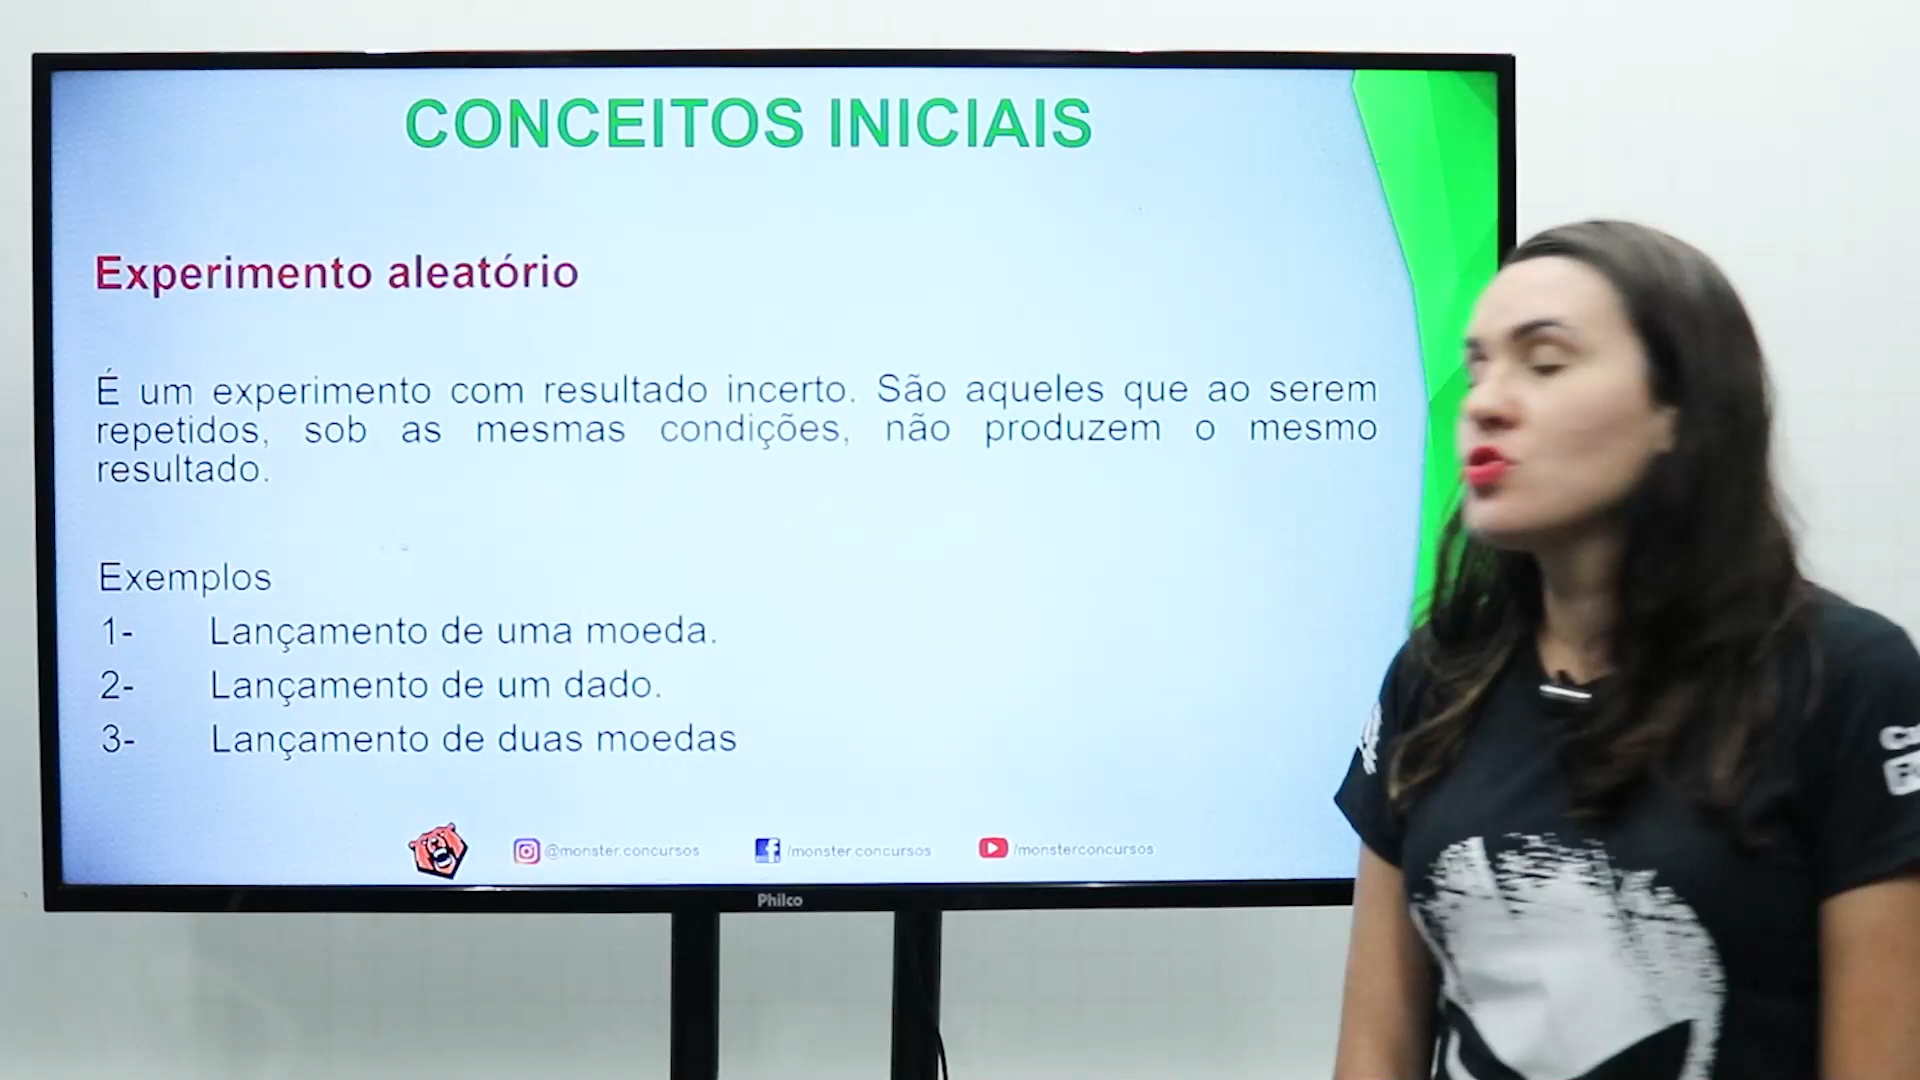 CONCEITOS INICIAIS
Experimento aleatório
É um experimento com resultado incerto. São aqueles que ao serem
repetidos, sob as mesmas condições, não produzem o mesmo
resultado.
Exemplos
1- Lançamento de uma moeda.
2- Lançamento de um dado.
3- Lançamento de duas moedas
@monster.concursos /monster.concursos /monsterconcursos
Philco